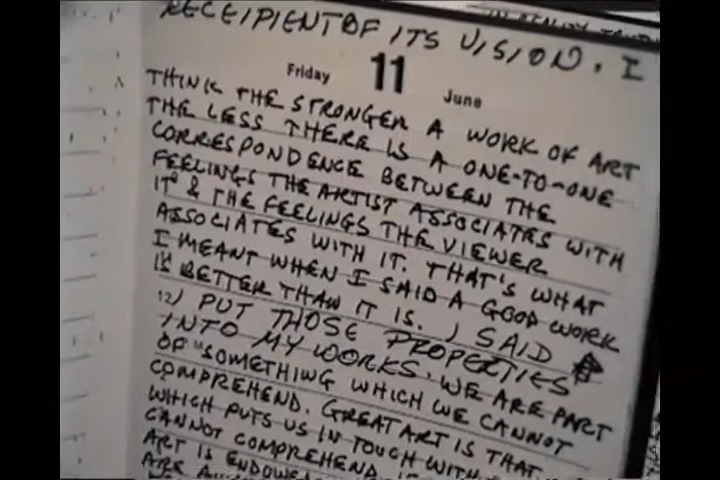 RECEIPIENT OF ITS VISION. I
Friday 11 June
THINK THE STRONGER A WORK OF ART
THE LESS THERE IS A ONE-TO-ONE
CORRESPONDENCE BETWEEN THE
FEELINGS THE ARTIST ASSOCIATES WITH
IT & THE FEELINGS THE VIEWER
ASSOCIATES WITH IT. THAT'S WHAT
I MEANT WHEN I SAID A GOOD WORK
IS BETTER THAN IT IS. I SAID
12) I PUT THOSE PROPERTIES
INTO MY WORKS. WE ARE PART
OF "SOMETHING WHICH WE CANNOT
COMPREHEND. GREAT ART IS THAT
WHICH PUTS US IN TOUCH WITH
CANNOT COMPREHEND
ART IS
ARE